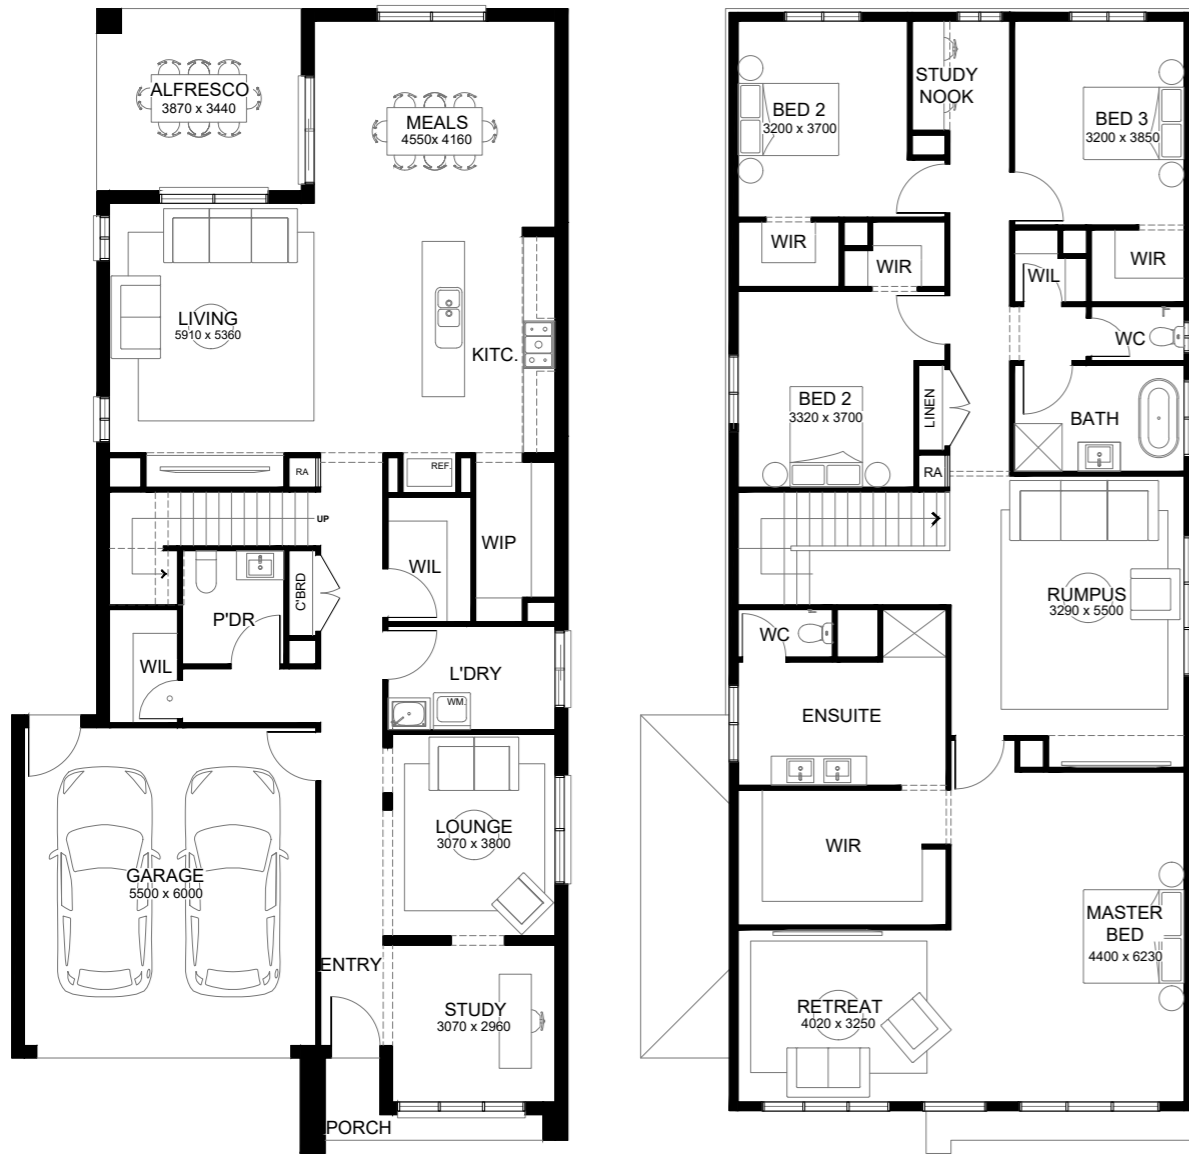 ALFRESCO
3870 x 3440
MEALS
4550x 4160
LIVING
5910 x 5360
KITC.
RA
REF.
UP
WIL
WIP
C'BRD
P'DR
WIL
L'DRY
WM.
LOUNGE
3070 x 3800
GARAGE
5500 x 6000
ENTRY
STUDY
3070 x 2960
PORCH
BED 2
3200 x 3700
STUDY
NOOK
BED 3
3200 x 3850
WIR
WIR
WIL
WIR
WC
BED 2
3320 x 3700
LINEN
BATH
RA
RUMPUS
3290 x 5500
WC
ENSUITE
WIR
MASTER
BED
4400 x 6230
RETREAT
4020 x 3250